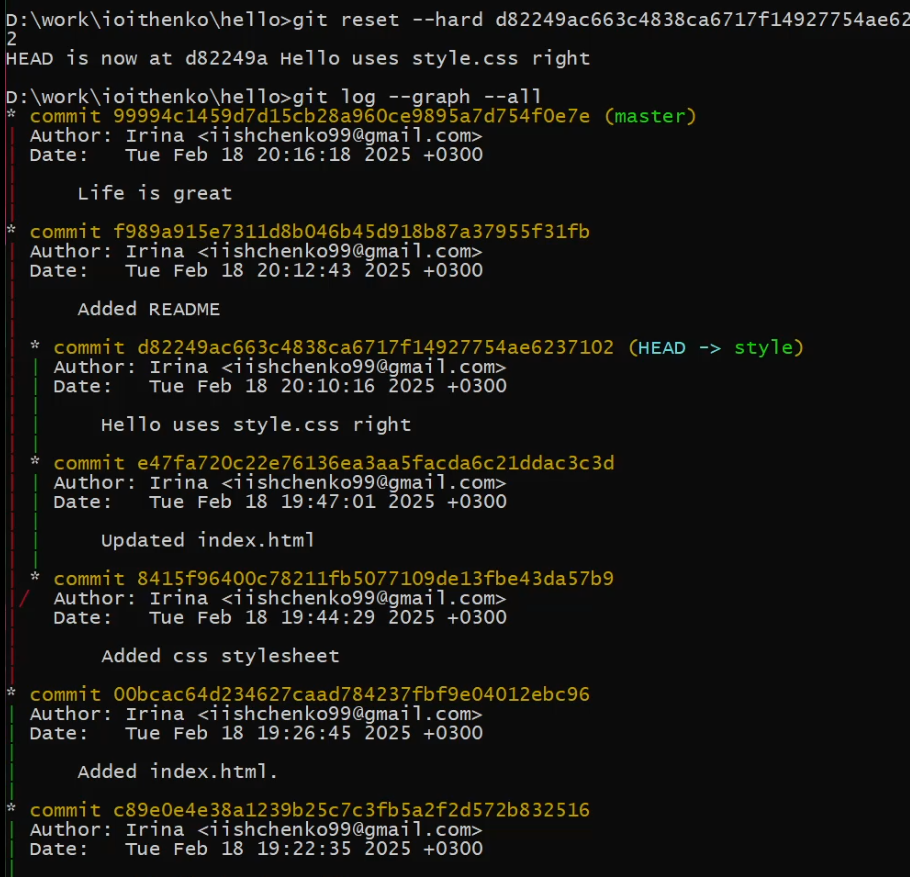 D:\work\ioithenko\hello>git reset --hard d82249ac663c4838ca6717f14927754ae62
2
HEAD is now at d82249a Hello uses style.css right
D:\work\ioithenko\hello>git log --graph --all
* commit 99994c1459d7d15cb28a960ce9895a7d754f0e7e (master)
| Author: Irina <iishchenko99@gmail.com>
| Date:   Tue Feb 18 20:16:18 2025 +0300
|
|     Life is great
|
* commit f989a915e7311d8b046b45d918b87a37955f31fb
| Author: Irina <iishchenko99@gmail.com>
| Date:   Tue Feb 18 20:12:43 2025 +0300
|
|     Added README
|
| * commit d82249ac663c4838ca6717f14927754ae6237102 (HEAD -> style)
| | Author: Irina <iishchenko99@gmail.com>
| | Date:   Tue Feb 18 20:10:16 2025 +0300
| |
| |     Hello uses style.css right
| |
| * commit e47fa720c22e76136ea3aa5facda6c21ddac3c3d
| | Author: Irina <iishchenko99@gmail.com>
| | Date:   Tue Feb 18 19:47:01 2025 +0300
| |
| |     Updated index.html
| |
| * commit 8415f96400c78211fb5077109de13fbe43da57b9
|/  Author: Irina <iishchenko99@gmail.com>
|   Date:   Tue Feb 18 19:44:29 2025 +0300
|
|       Added css stylesheet
|
* commit 00bcac64d234627caad784237fbf9e04012ebc96
| Author: Irina <iishchenko99@gmail.com>
| Date:   Tue Feb 18 19:26:45 2025 +0300
|
|     Added index.html.
|
* commit c89e0e4e38a1239b25c7c3fb5a2f2d572b832516
| Author: Irina <iishchenko99@gmail.com>
| Date:   Tue Feb 18 19:22:35 2025 +0300
|